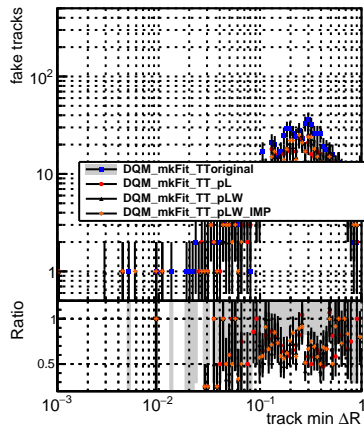 fake tracks
10²
10
DQM_mkFit_TToriginal
DQM_mkFit_TT_pL
DQM_mkFit_TT_pLW
DQM_mkFit_TT_pLW_IMP
1
Ratio
1
0.5
10⁻³ 10⁻² 10⁻¹ 1
track min ΔR